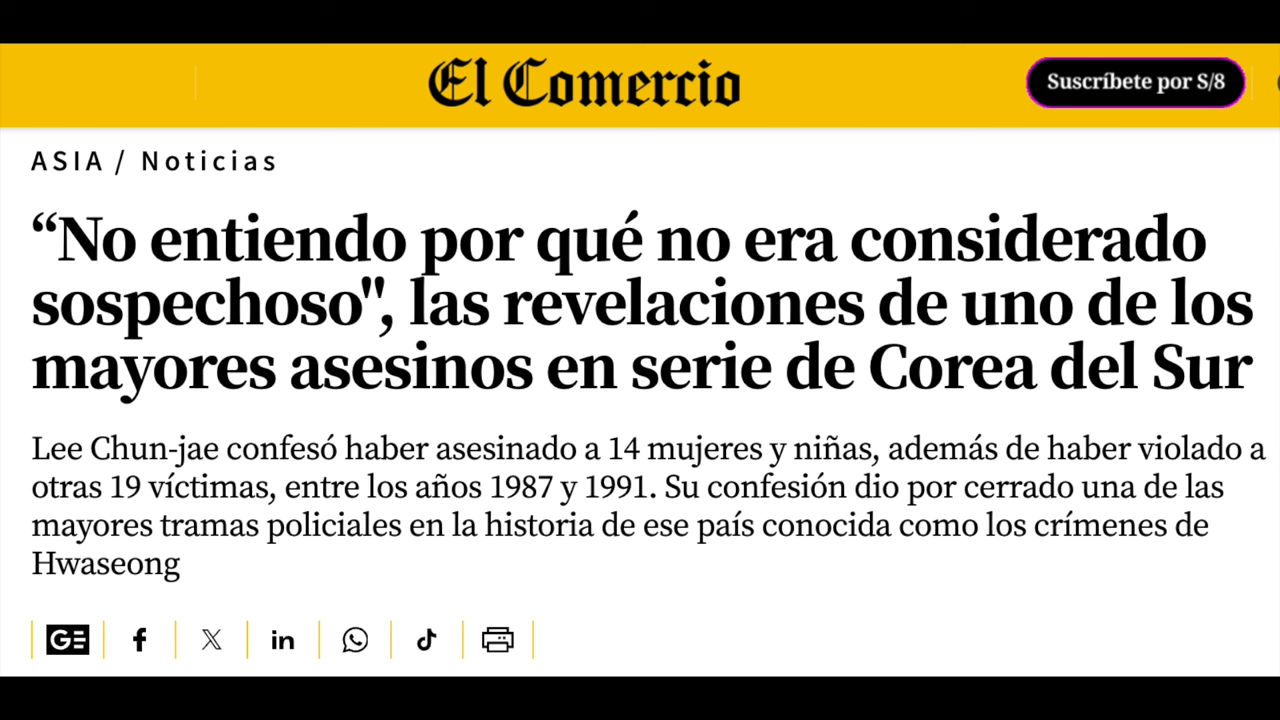 El Comercio
Suscríbete por S/8
ASIA / Noticias
“No entiendo por qué no era considerado
sospechoso", las revelaciones de uno de los
mayores asesinos en serie de Corea del Sur
Lee Chun-jae confesó haber asesinado a 14 mujeres y niñas, además de haber violado a
otras 19 víctimas, entre los años 1987 y 1991. Su confesión dio por cerrado una de las
mayores tramas policiales en la historia de ese país conocida como los crímenes de
Hwaseong
GE
f
X
in